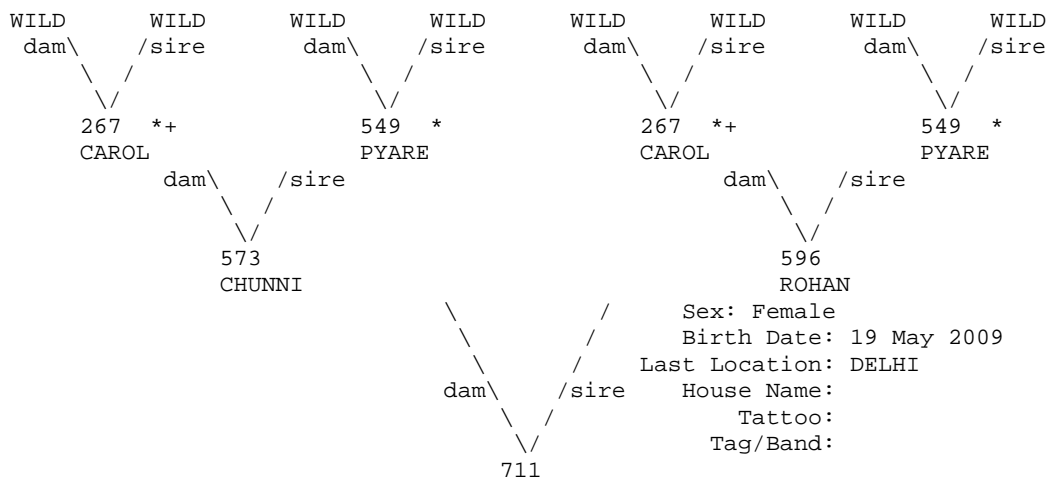 WILD WILD WILD WILD WILD WILD WILD WILD
dam\ /sire dam\ /sire dam\ /sire dam\ /sire
\ / \ / \ / \ /
\/ \/ \/ \/
267 *+ 549 * 267 *+ 549 *
CAROL PYARE CAROL PYARE
dam\ /sire dam\ /sire
\ / \ /
\/ \/
573 596
CHUNNI ROHAN
\ / Sex: Female
\ / Birth Date: 19 May 2009
\ / Last Location: DELHI
dam\ /sire House Name:
\ / Tattoo:
\/ Tag/Band:
711